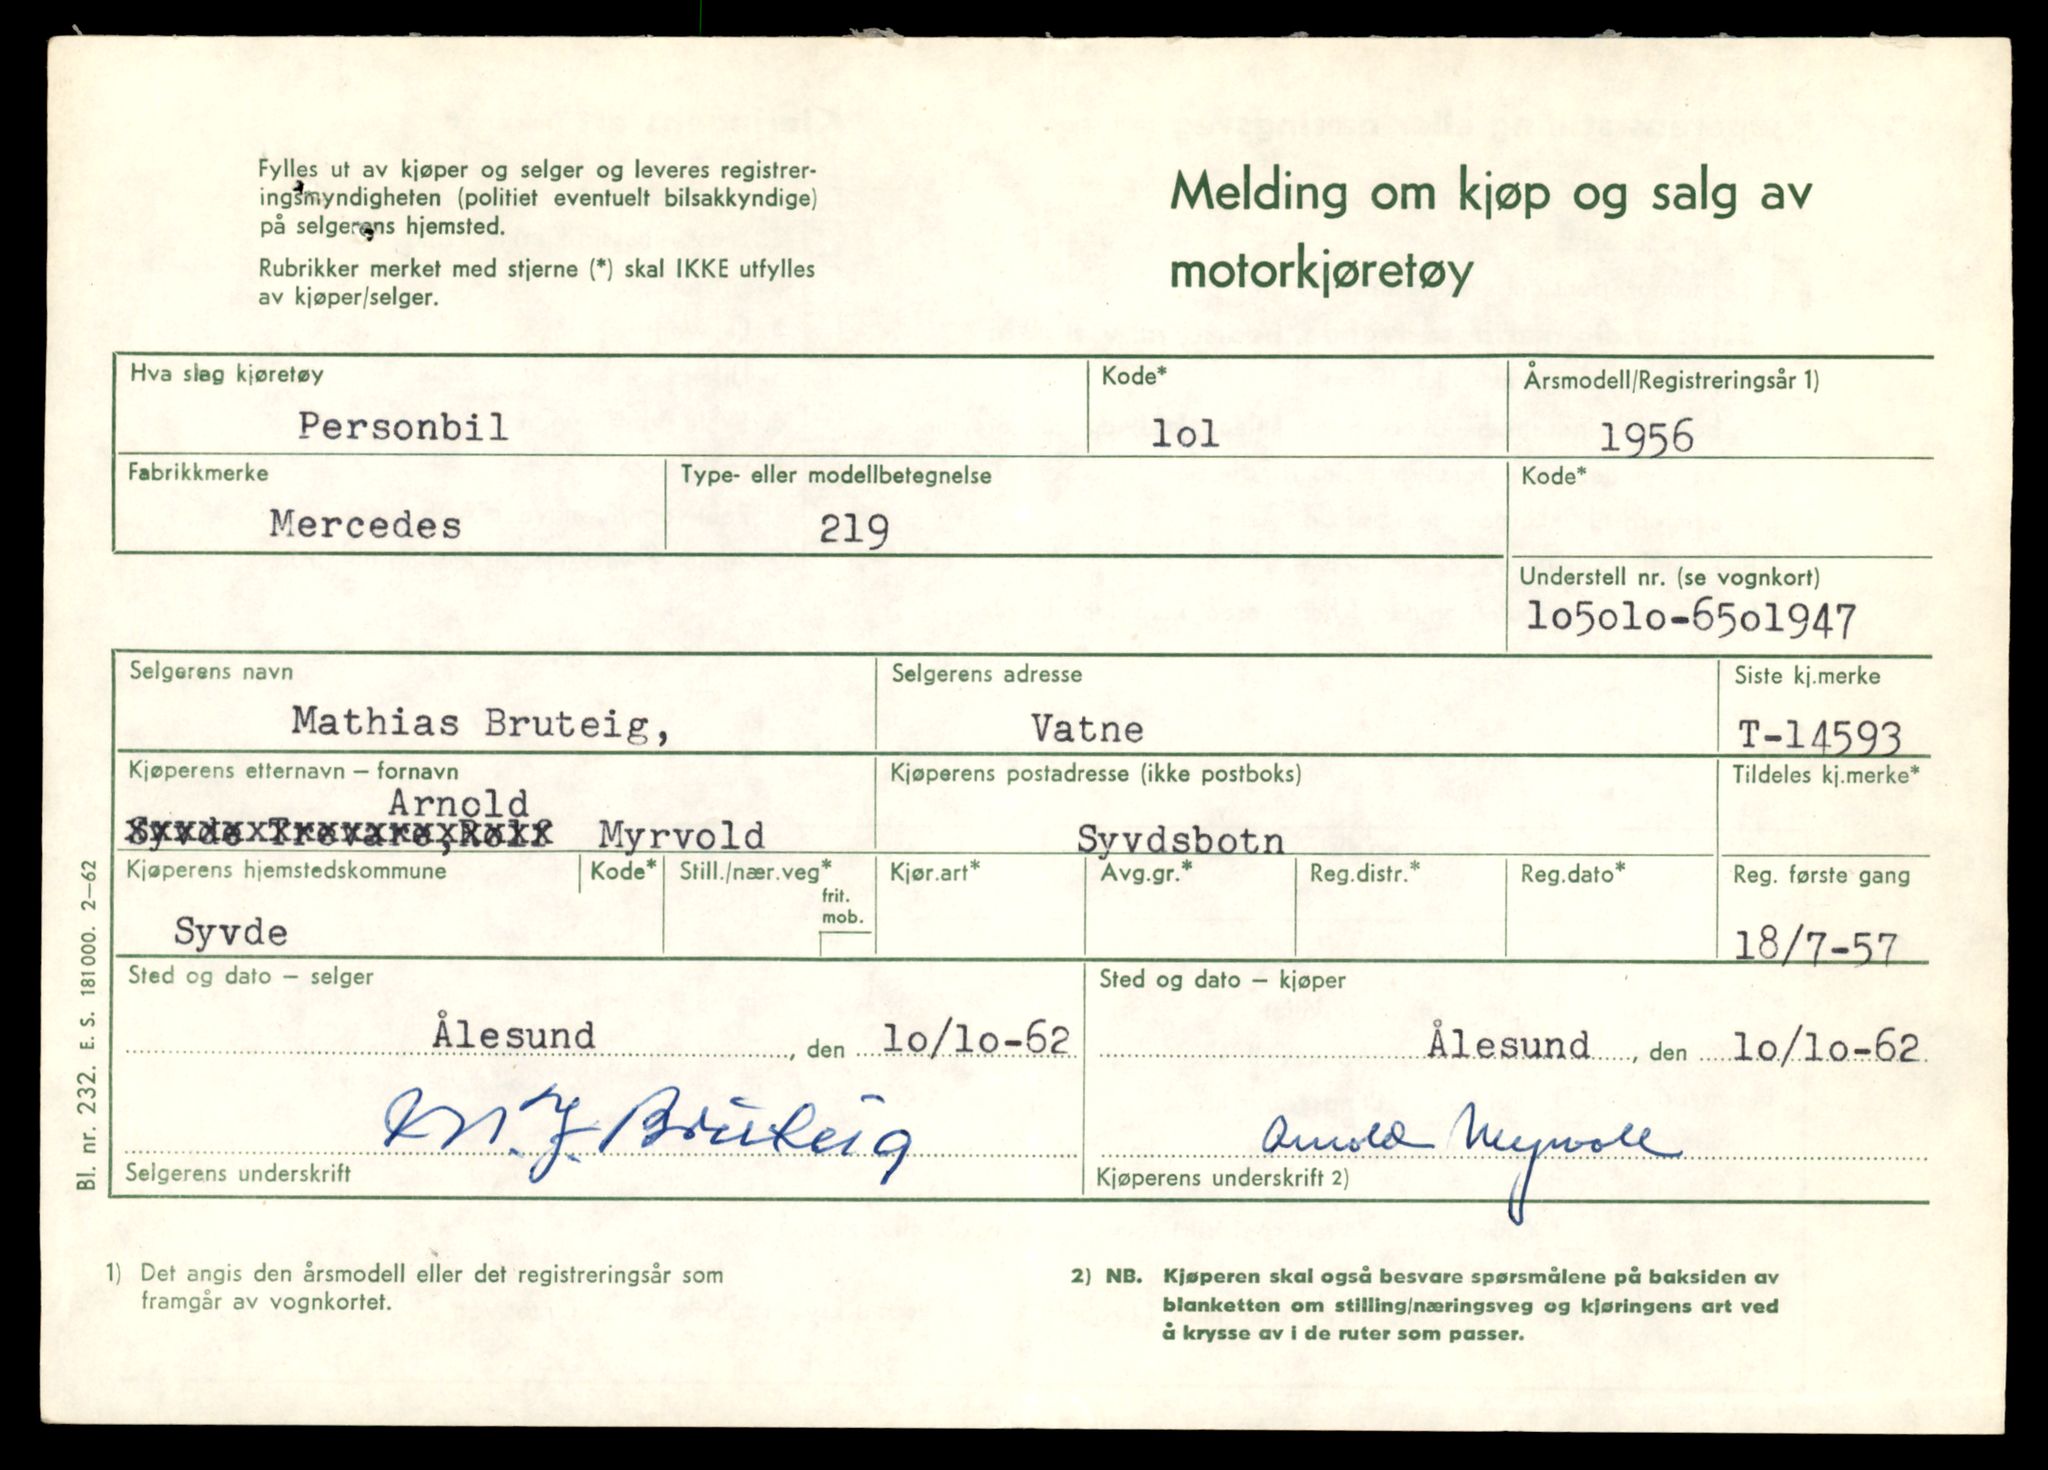 Fylles ut av kjøper og selger og leveres registrer-
ingsmyndigheten (politiet eventuelt bilsakkyndige)
på selgerens hjemsted.
Rubrikker merket med stjerne (*) skal IKKE utfylles
av kjøper/selger.
Melding om kjøp og salg av
motorkjøretøy
Hva slag kjøretøy Kode* Årsmodell/Registreringsår 1)
Personbil 1o1 1956
Fabrikkmerke Type- eller modellbetegnelse Kode*
Mercedes 219
Understell nr. (se vognkort)
1o5o1o-65o1947
Selgerens navn Selgerens adresse Siste kj.merke
Mathias Bruteig, Vatne T-14593
Kjøperens etternavn – fornavn Kjøperens postadresse (ikke postboks) Tildeles kj.merke*
Arnold
Syvde Trevare,Rolf Myrvold Syvdsbotn
Kjøperens hjemstedskommune Kode* Still./nær.veg* Kjør.art* Avg.gr.* Reg.distr.* Reg.dato* Reg. første gang
frit.
mob.
Syvde 18/7-57
Sted og dato – selger Sted og dato – kjøper
Ålesund, den 1o/1o-62 Ålesund, den 1o/1o-62
M. J. Bruteig Arnold Myrvoll
Selgerens underskrift Kjøperens underskrift 2)
Bl. nr. 232. E. S. 181000. 2–62
1) Det angis den årsmodell eller det registreringsår som
framgår av vognkortet.
2) NB. Kjøperen skal også besvare spørsmålene på baksiden av
blanketten om stilling/næringsveg og kjøringens art ved
å krysse av i de ruter som passer.